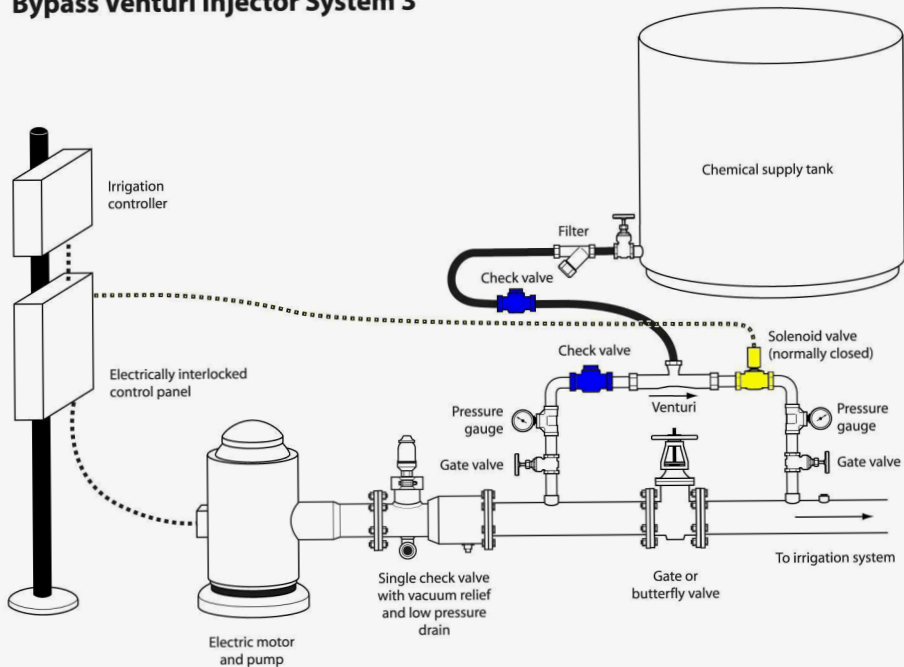 Bypass Venturi Injector System 3
Chemical supply tank
Irrigation
controller
Filter
Check valve
Solenoid valve
(normally closed)
Check valve
Electrically interlocked
control panel
Venturi
Pressure
gauge
Pressure
gauge
Gate valve
Gate valve
To irrigation system
Single check valve
with vacuum relief
and low pressure
drain
Gate or
butterfly valve
Electric motor
and pump